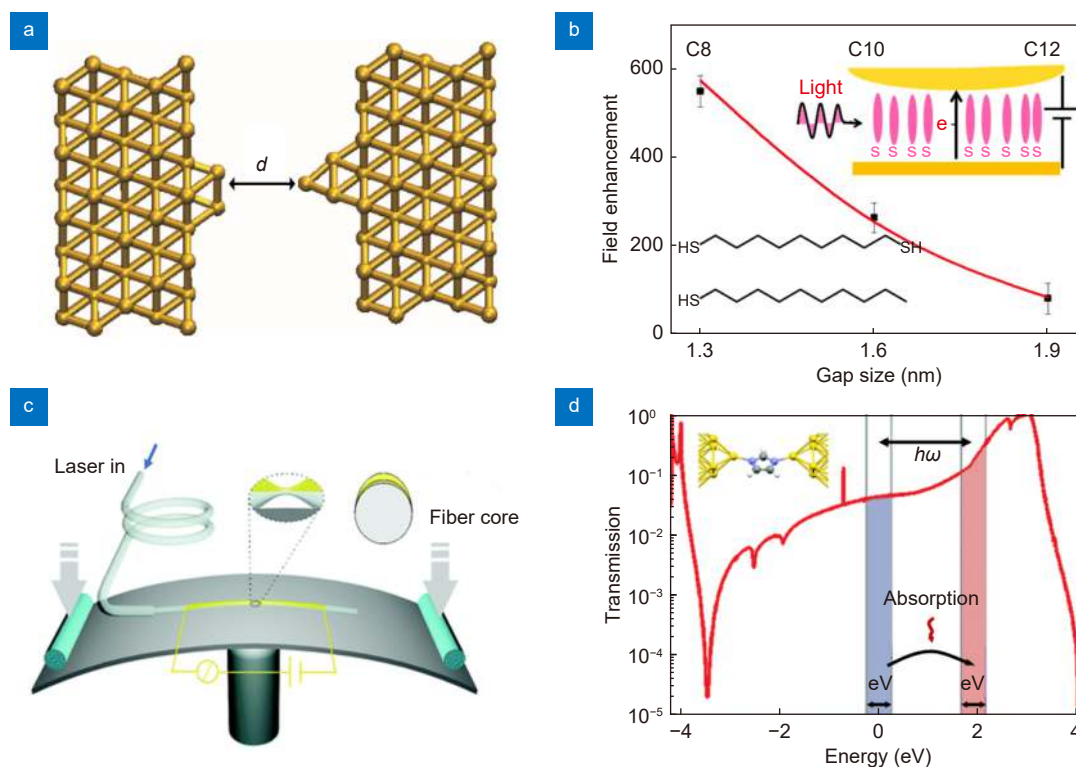 a
d
b
C8
C10
C12
600
400
200
0
Field enhancement
Light
e
S S S S S S S S S
HS
SH
HS
1.3
1.6
1.9
Gap size (nm)
c
Laser in
Fiber core
d
10⁰
10⁻¹
10⁻²
10⁻³
10⁻⁴
10⁻⁵
Transmission
ħω
Absorption
eV
eV
−4
−2
0
2
4
Energy (eV)